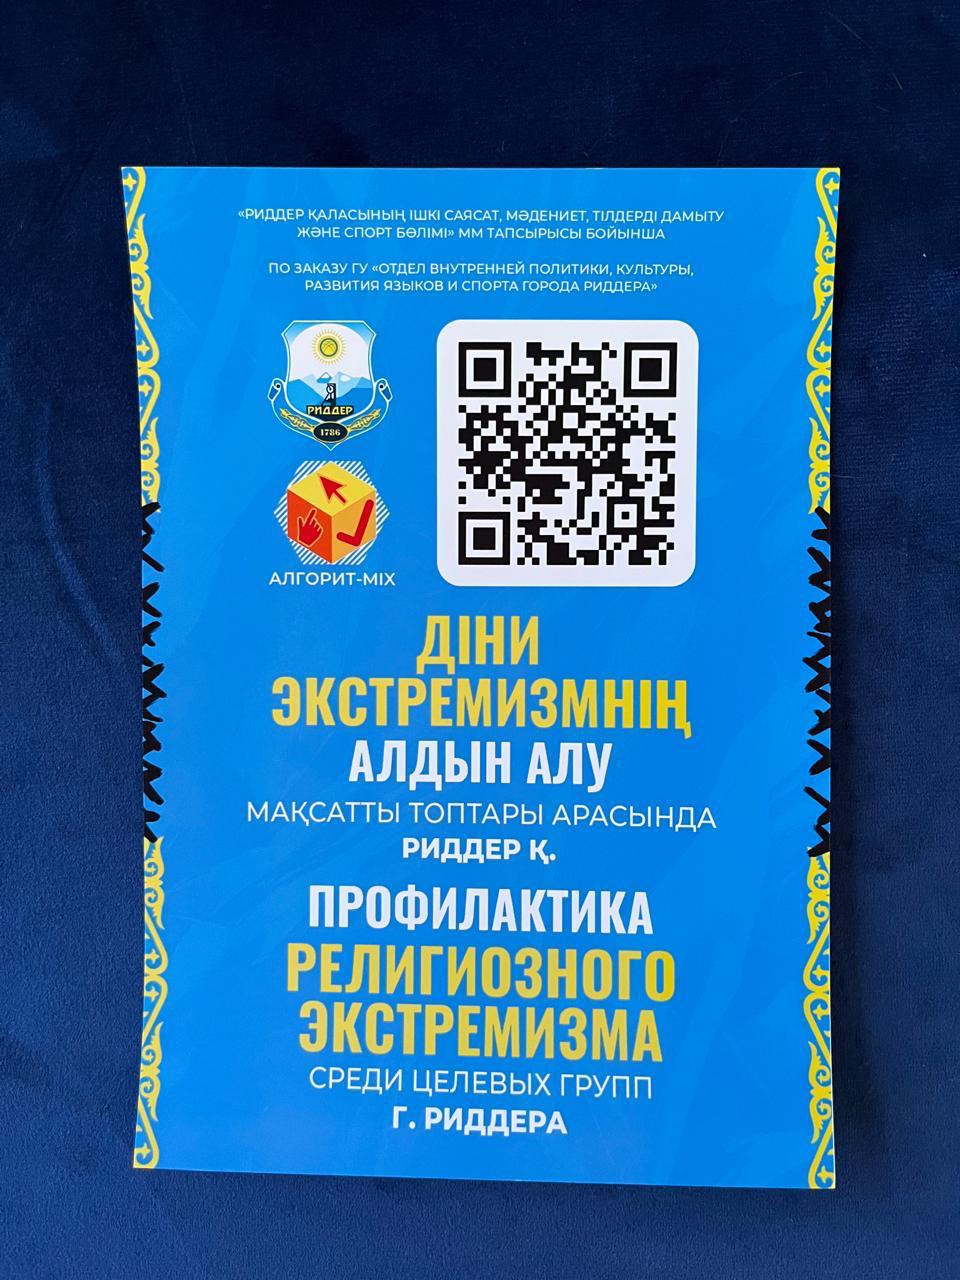 «РИДДЕР ҚАЛАСЫНЫҢ ІШКІ САЯСАТ, МӘДЕНИЕТ, ТІЛДЕРДІ ДАМЫТУ
ЖӘНЕ СПОРТ БӨЛІМІ» ММ ТАПСЫРЫСЫ БОЙЫНША
ПО ЗАКАЗУ ГУ «ОТДЕЛ ВНУТРЕННЕЙ ПОЛИТИКИ, КУЛЬТУРЫ,
РАЗВИТИЯ ЯЗЫКОВ И СПОРТА ГОРОДА РИДДЕРА»
РИДДЕР
1786
АЛГОРИТ-MIX
ДІНИ
ЭКСТРЕМИЗМНІҢ
АЛДЫН АЛУ
МАҚСАТТЫ ТОПТАРЫ АРАСЫНДА
РИДДЕР Қ.
ПРОФИЛАКТИКА
РЕЛИГИОЗНОГО
ЭКСТРЕМИЗМА
СРЕДИ ЦЕЛЕВЫХ ГРУПП
Г. РИДДЕРА